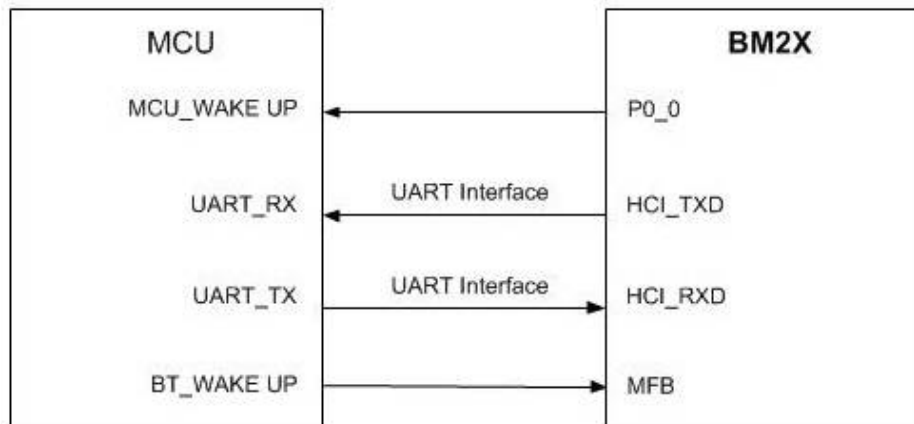 MCU
BM2X
MCU_WAKE UP
P0_0
UART_RX
UART Interface
HCI_TXD
UART_TX
UART Interface
HCI_RXD
BT_WAKE UP
MFB